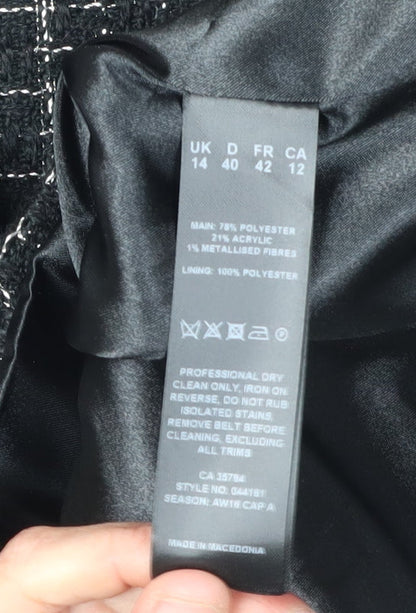 UK D FR CA
14 40 42 12
MAIN: 78% POLYESTER
21% ACRYLIC
1% METALLISED FIBRES
LINING: 100% POLYESTER
PROFESSIONAL DRY
CLEAN ONLY, IRON ON
REVERSE, DO NOT RUB
ISOLATED STAINS,
REMOVE BELT BEFORE
CLEANING, EXCLUDING
ALL TRIMS
CA 35784
STYLE NO:
SEASON: AW16 CAP A
MADE IN MACEDONIA